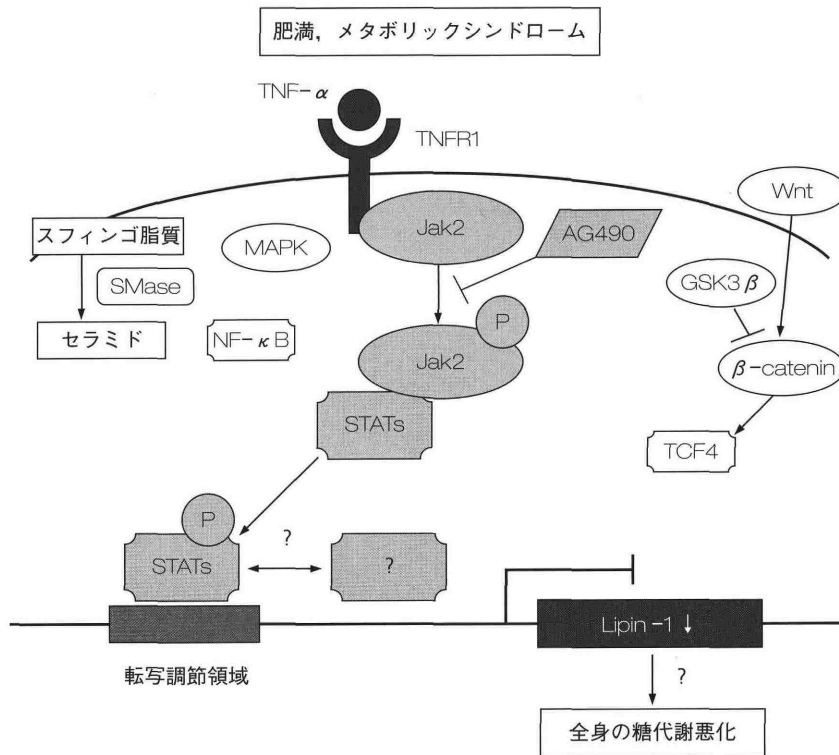 肥満，メタボリックシンドローム
TNF-α
TNFR1
Wnt
スフィンゴ脂質
MAPK
Jak2
AG490
SMase
GSK3β
セラミド
NF-κB
P
Jak2
β-catenin
STATs
TCF4
P
STATs
?
?
Lipin-1↓
転写調節領域
?
全身の糖代謝悪化